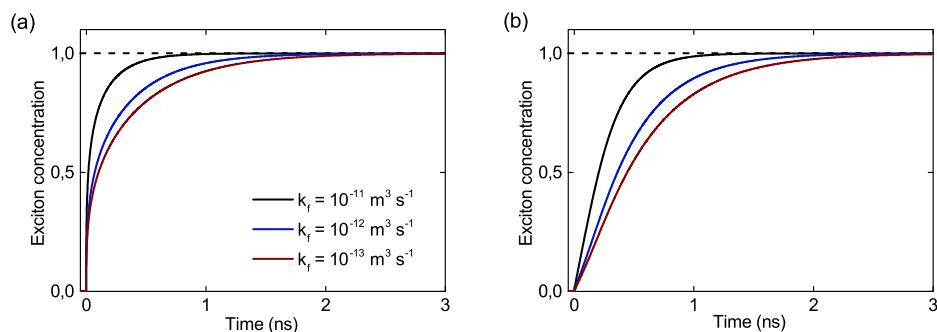 (a)
1,0
0,5
0,0
Exciton concentration
k_f = 10^-11 m^3 s^-1
k_f = 10^-12 m^3 s^-1
k_f = 10^-13 m^3 s^-1
0 1 2 3
Time (ns)
(b)
1,0
0,5
0,0
Exciton concentration
0 1 2 3
Time (ns)